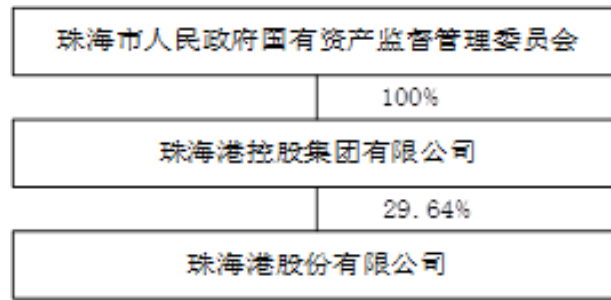 珠海市人民政府国有资产监督管理委员会
100%
珠海港控股集团有限公司
29.64%
珠海港股份有限公司